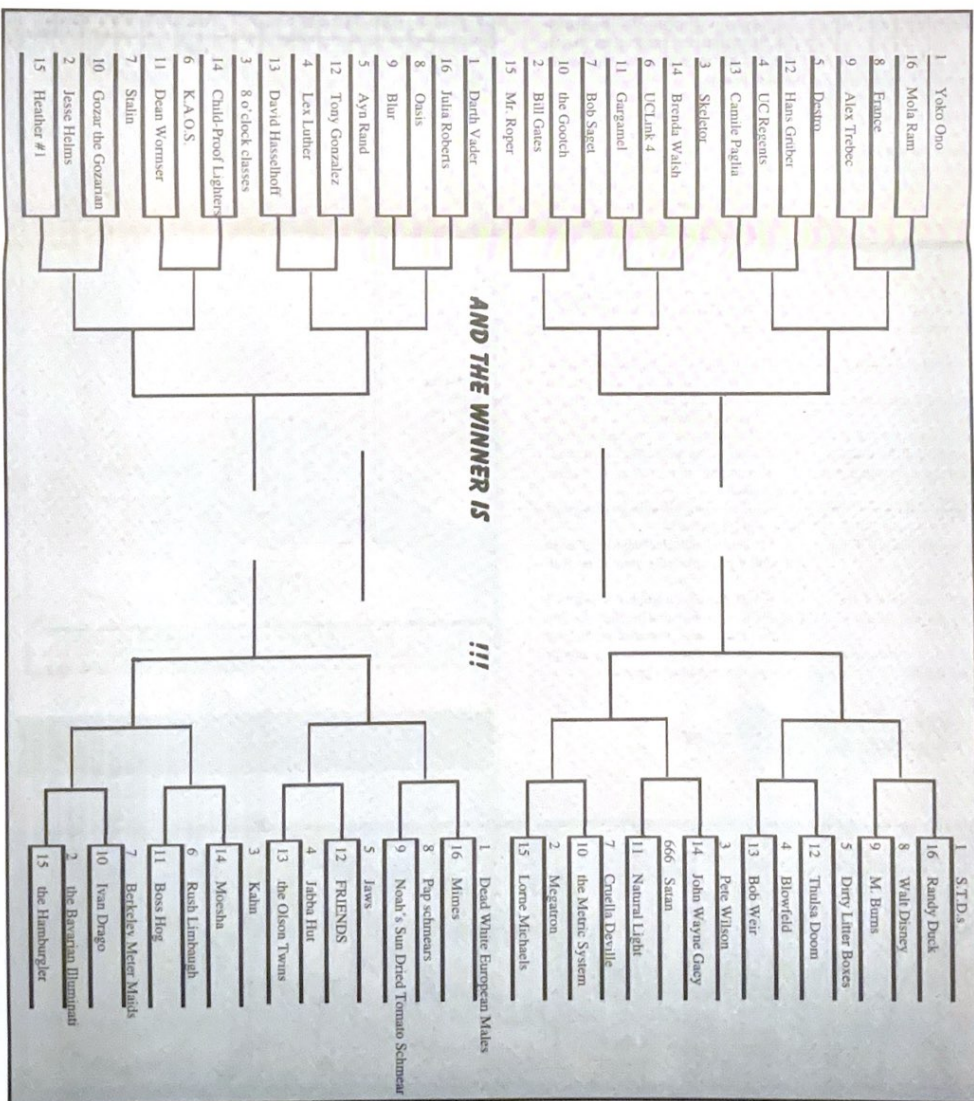 1 Yoko Ono
16 Mola Ram
8 France
9 Alex Trebec
5 Destro
12 Hans Grüber
4 UC Regents
13 Camile Paglia
3 Skeletor
14 Brenda Walsh
6 UCLink 4
11 Gargamel
7 Bob Saget
10 the Gootch
2 Bill Gates
15 Mr. Roper
1 Darth Vader
16 Julia Roberts
8 Oasis
9 Blur
5 Ayn Rand
12 Tony Gonzalez
4 Lex Luther
13 David Hasselhoff
3 8 o'clock classes
14 Child-Proof Lighters
6 K.A.O.S.
11 Dean Wormser
7 Stalin
10 Gozar the Gozarian
2 Jesse Helms
15 Heather #1
AND THE WINNER IS !!!
1 S.T.D.s
16 Randy Duck
8 Walt Disney
9 M. Burns
5 Dirty Litter Boxes
12 Thulsa Doom
4 Blowfeld
13 Bob Weir
3 Pete Wilson
14 John Wayne Gacy
666 Satan
11 Natural Light
7 Cruella Deville
10 the Metric System
2 Megatron
15 Lorne Michaels
1 Dead White European Males
16 Mimes
8 Pap schmears
9 Noah's Sun Dried Tomato Schmear
5 Jaws
12 FRIENDS
4 Jabba Hut
13 the Olson Twins
3 Kahn
14 Moesha
6 Rush Limbaugh
11 Boss Hog
7 Berkeley Meter Maids
10 Ivan Drago
2 the Bavarian Illuminati
15 the Hamburgler